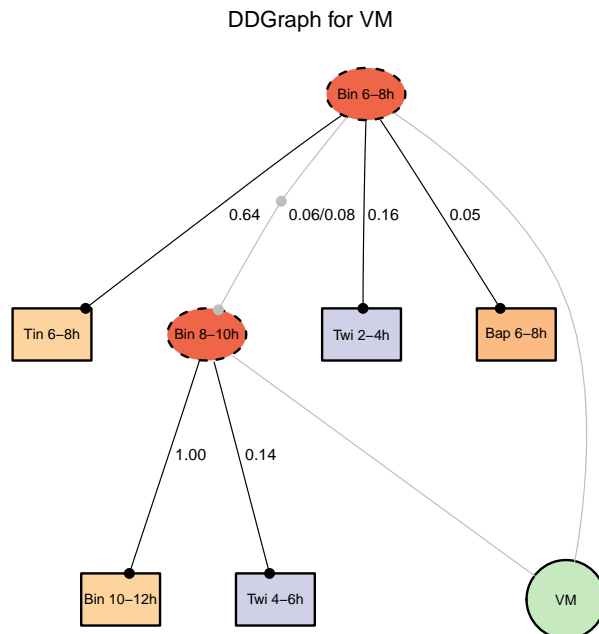 DDGraph for VM
Bin 6–8h
0.64
0.06/0.08
0.16
0.05
Tin 6–8h
Bin 8–10h
Twi 2–4h
Bap 6–8h
1.00
0.14
Bin 10–12h
Twi 4–6h
VM